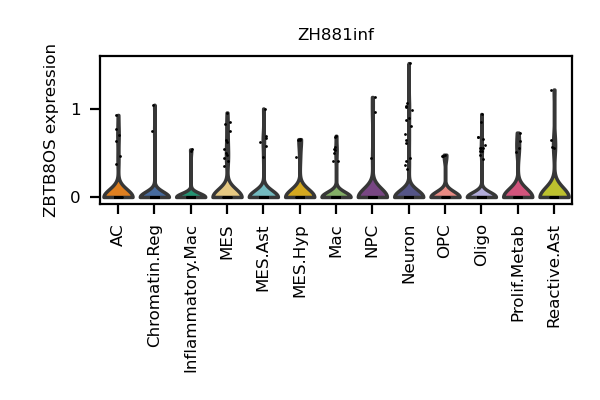 ZH881inf
ZBTB8OS expression
1
0
AC
Chromatin.Reg
Inflammatory.Mac
MES
MES.Ast
MES.Hyp
Mac
NPC
Neuron
OPC
Oligo
Prolif.Metab
Reactive.Ast